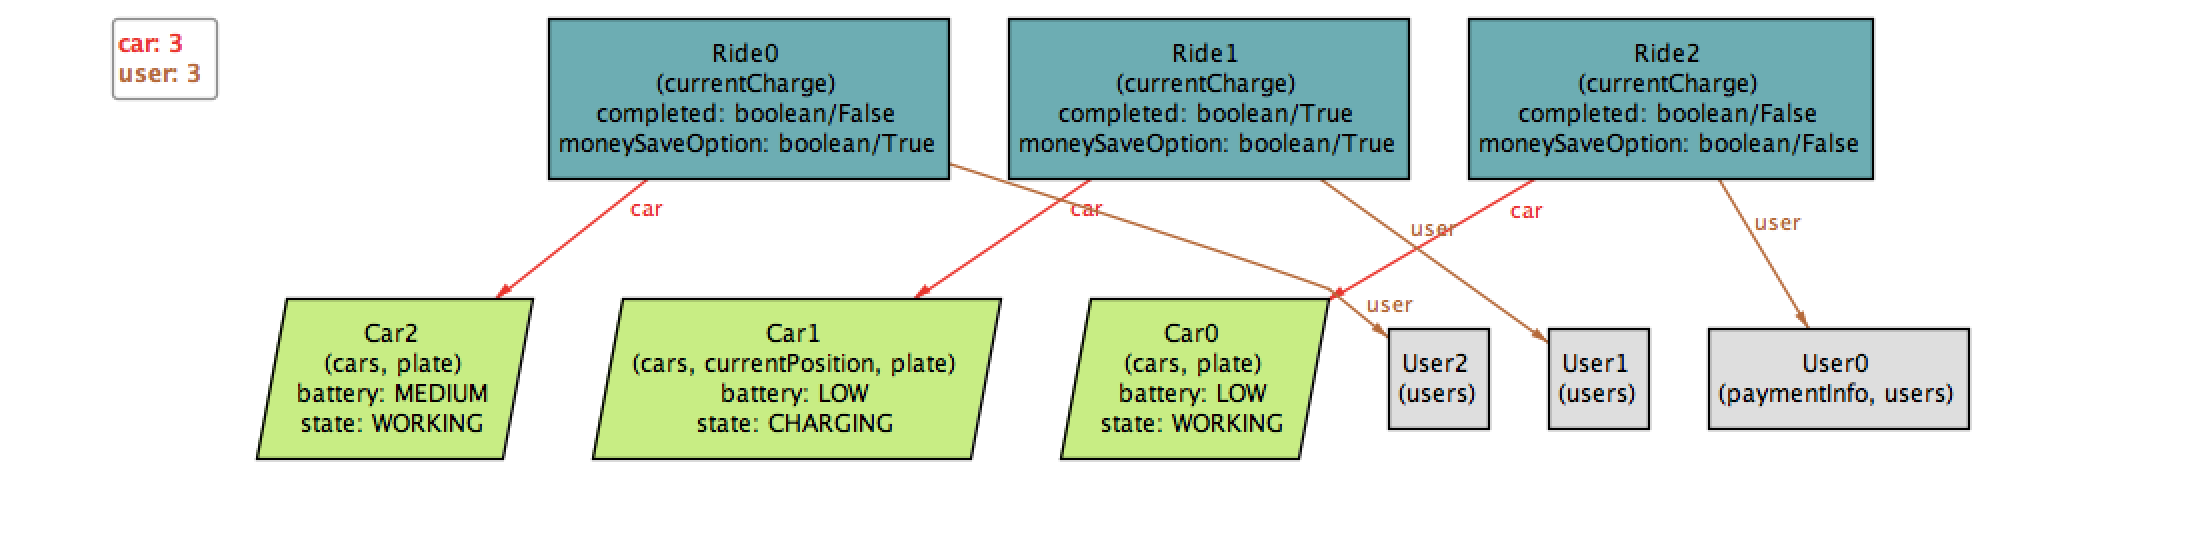 car: 3
user: 3
Ride0
(currentCharge)
completed: boolean/False
moneySaveOption: boolean/True
Ride1
(currentCharge)
completed: boolean/True
moneySaveOption: boolean/True
Ride2
(currentCharge)
completed: boolean/False
moneySaveOption: boolean/False
car
car
car
user
user
user
Car2
(cars, plate)
battery: MEDIUM
state: WORKING
Car1
(cars, currentPosition, plate)
battery: LOW
state: CHARGING
Car0
(cars, plate)
battery: LOW
state: WORKING
User2
(users)
User1
(users)
User0
(paymentInfo, users)